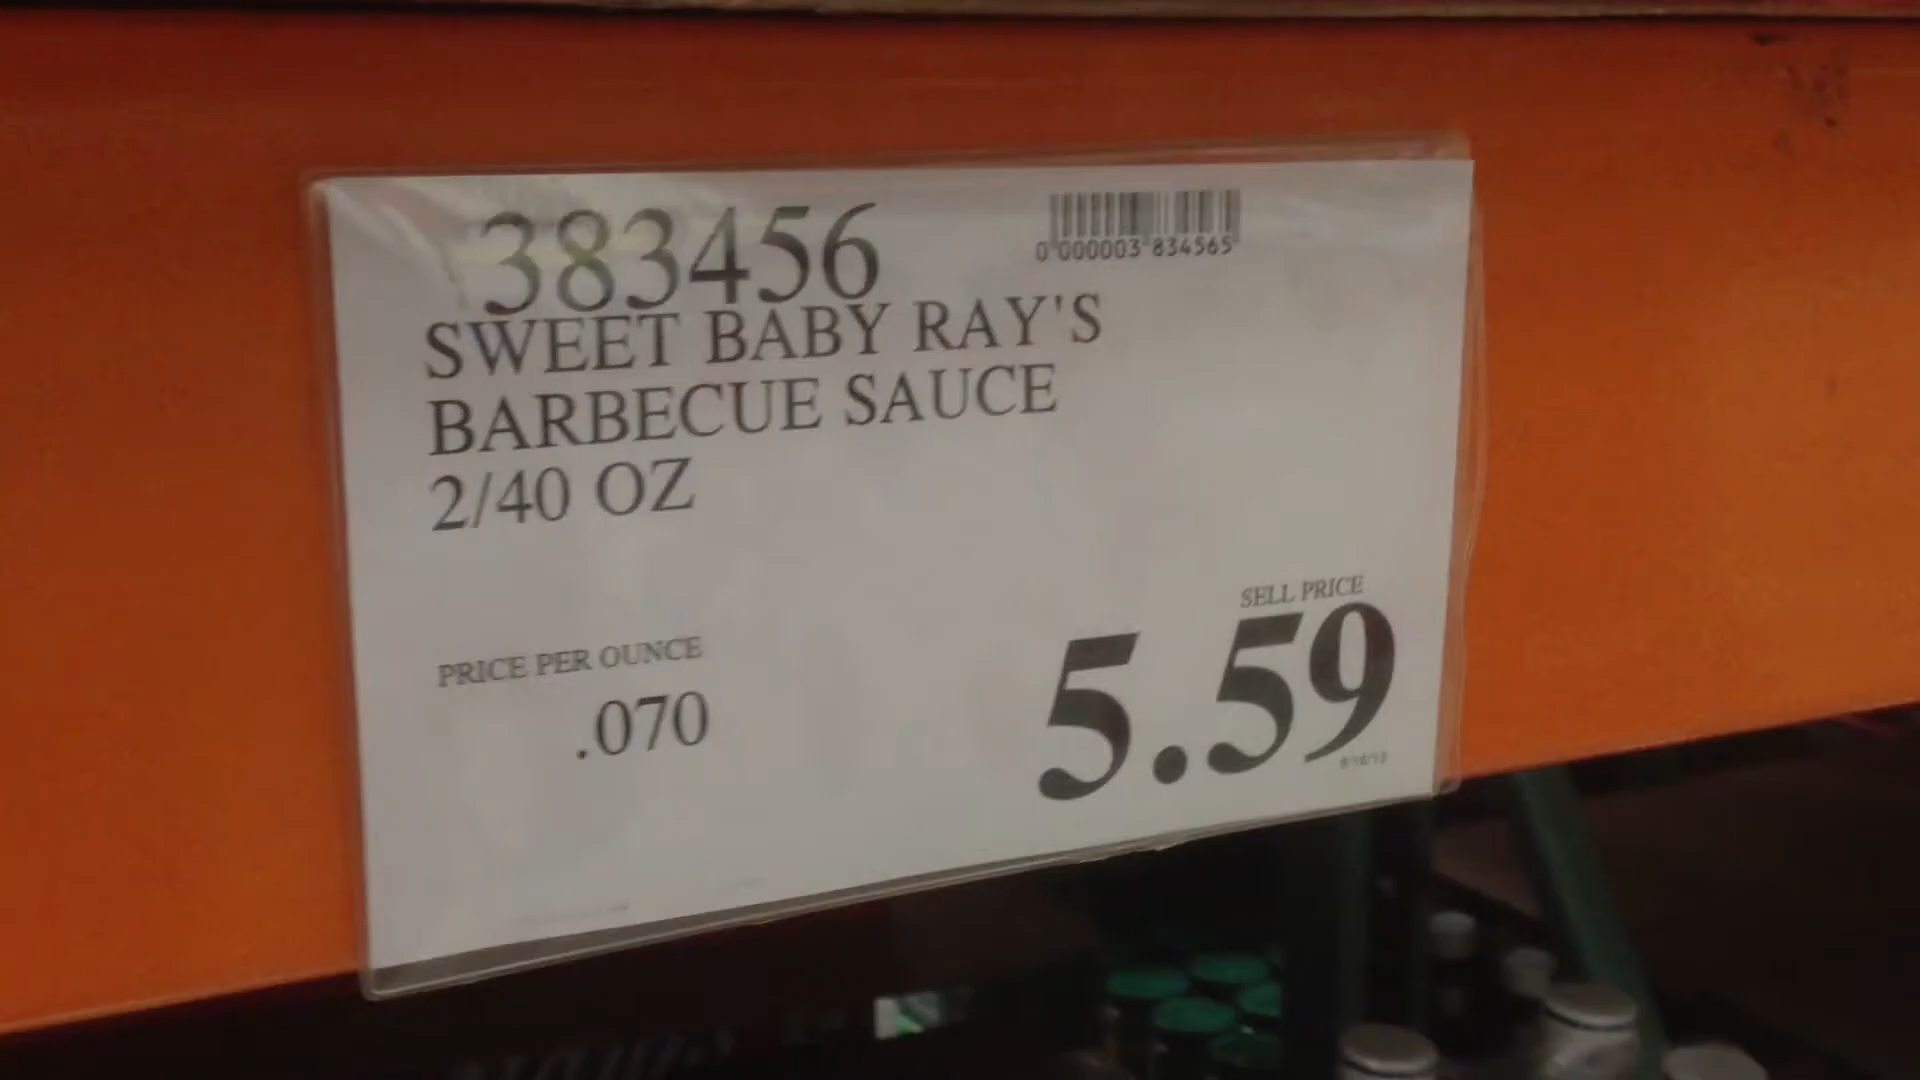 383456
0 000003 834565
SWEET BABY RAY'S
BARBECUE SAUCE
2/40 OZ
SELL PRICE
5.59
PRICE PER OUNCE
.070